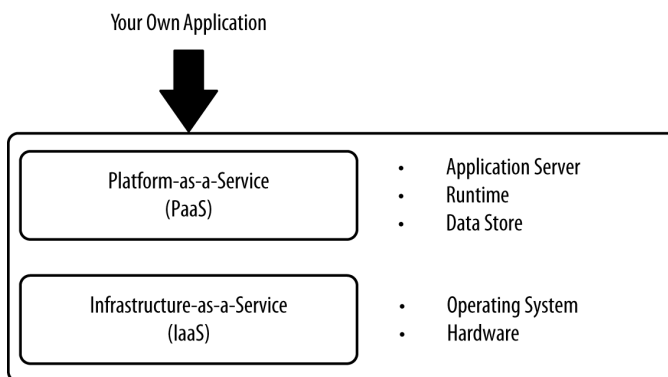 Your Own Application
Platform-as-a-Service
(PaaS)
• Application Server
• Runtime
• Data Store
Infrastructure-as-a-Service
(IaaS)
• Operating System
• Hardware